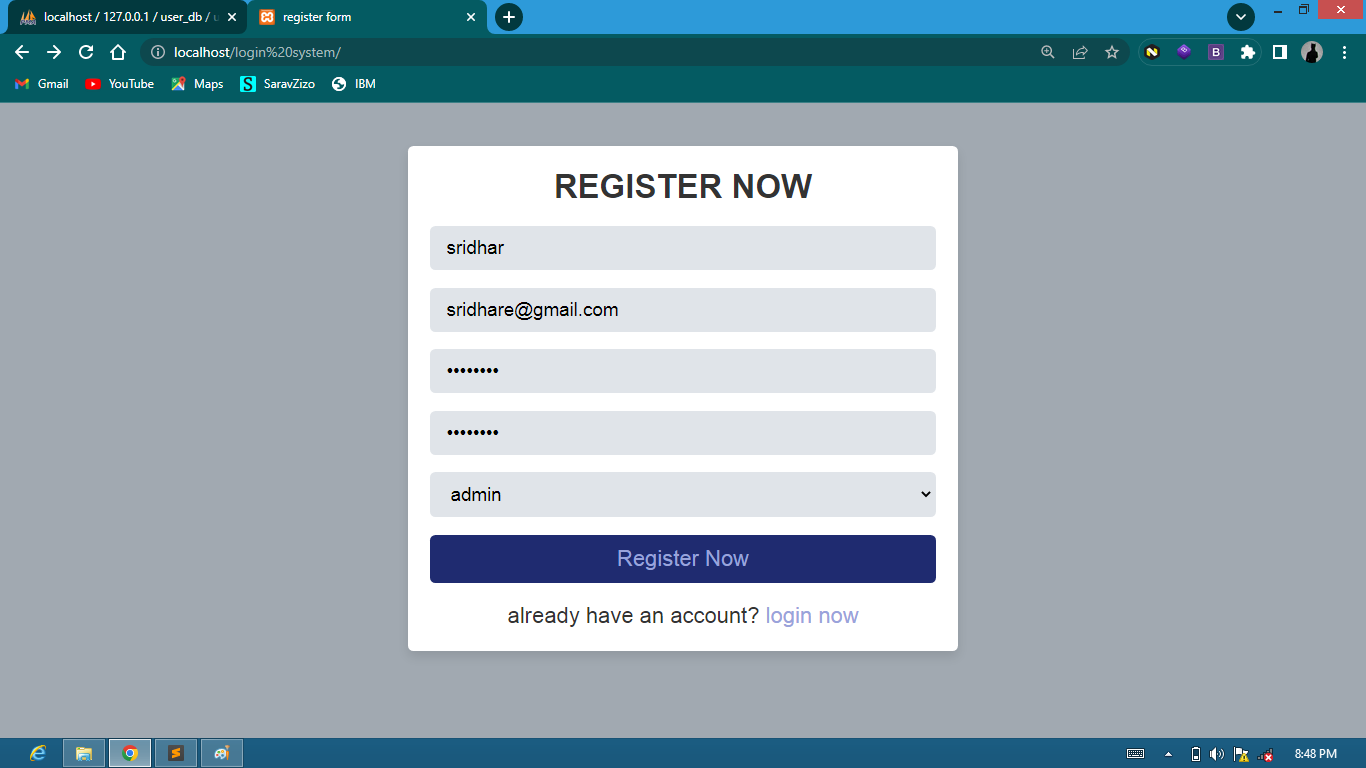 localhost / 127.0.0.1 / user_db / u
register form
localhost/login%20system/
N
B
Gmail
YouTube
Maps
S
SaravZizo
IBM
REGISTER NOW
sridhar
sridhare@gmail.com
••••••••
••••••••
admin
Register Now
already have an account? login now
8:48 PM